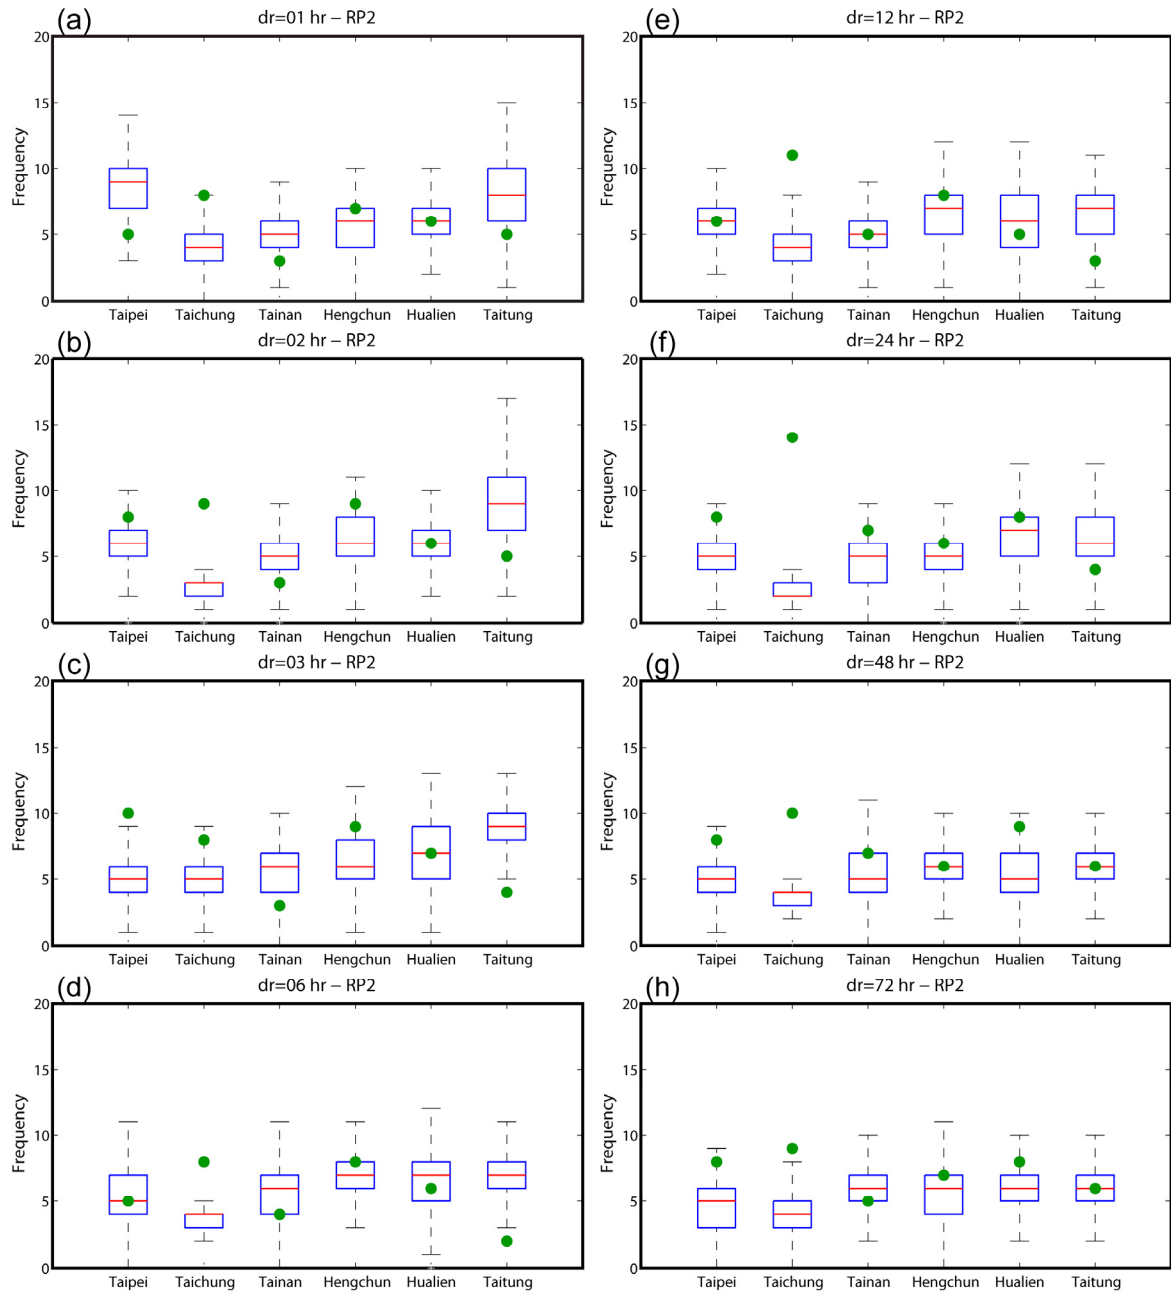 (a) dr=01 hr – RP2
20
15
10
5
0
Frequency
Taipei Taichung Tainan Hengchun Hualien Taitung
(b) dr=02 hr – RP2
20
15
10
5
0
Frequency
Taipei Taichung Tainan Hengchun Hualien Taitung
(c) dr=03 hr – RP2
20
15
10
5
0
Frequency
Taipei Taichung Tainan Hengchun Hualien Taitung
(d) dr=06 hr – RP2
20
15
10
5
0
Frequency
Taipei Taichung Tainan Hengchun Hualien Taitung
(e) dr=12 hr – RP2
20
15
10
5
0
Frequency
Taipei Taichung Tainan Hengchun Hualien Taitung
(f) dr=24 hr – RP2
20
15
10
5
0
Frequency
Taipei Taichung Tainan Hengchun Hualien Taitung
(g) dr=48 hr – RP2
20
15
10
5
0
Frequency
Taipei Taichung Tainan Hengchun Hualien Taitung
(h) dr=72 hr – RP2
20
15
10
5
0
Frequency
Taipei Taichung Tainan Hengchun Hualien Taitung